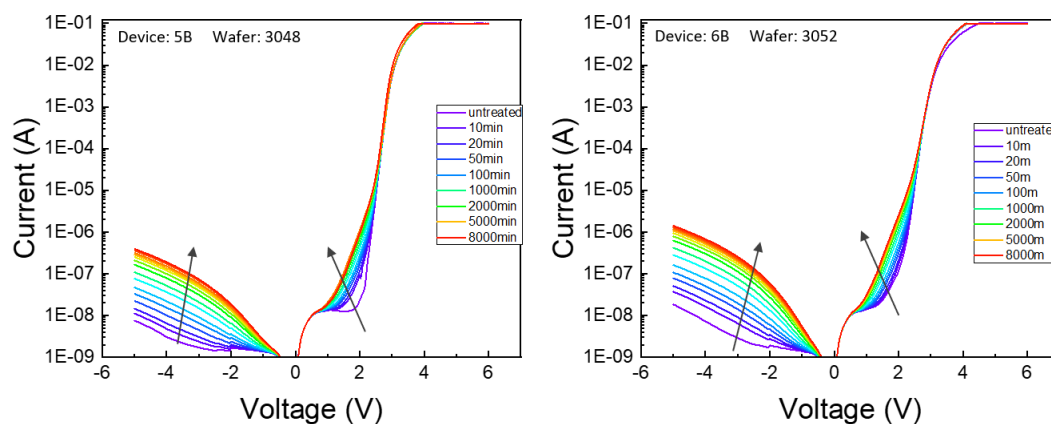 Device: 5B Wafer: 3048
1E-01
1E-02
1E-03
1E-04
1E-05
1E-06
1E-07
1E-08
1E-09
Current (A)
untreated
10min
20min
50min
100min
1000min
2000min
5000min
8000min
-6 -4 -2 0 2 4 6
Voltage (V)
Device: 6B Wafer: 3052
1E-01
1E-02
1E-03
1E-04
1E-05
1E-06
1E-07
1E-08
1E-09
Current (A)
untreate
10m
20m
50m
100m
1000m
2000m
5000m
8000m
-6 -4 -2 0 2 4 6
Voltage (V)